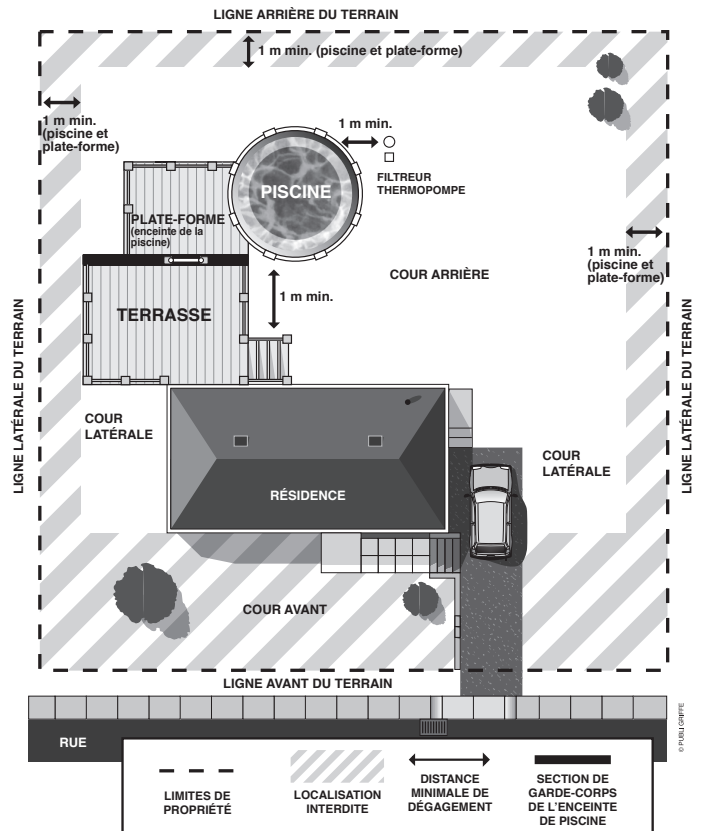 LIGNE ARRIÈRE DU TERRAIN
1 m min. (piscine et plate-forme)
1 m min.
(piscine et
plate-forme)
1 m min.
FILTREUR
THERMOPOMPE
PISCINE
PLATE-FORME
(enceinte de la
piscine)
1 m min.
(piscine et
plate-forme)
COUR ARRIÈRE
1 m min.
TERRASSE
LIGNE LATÉRALE DU TERRAIN
LIGNE LATÉRALE DU TERRAIN
COUR
LATÉRALE
COUR
LATÉRALE
RÉSIDENCE
COUR AVANT
LIGNE AVANT DU TERRAIN
RUE
© PUBLI GRIFFE
LIMITES DE
PROPRIÉTÉ
LOCALISATION
INTERDITE
DISTANCE
MINIMALE DE
DÉGAGEMENT
SECTION DE
GARDE-CORPS
DE L'ENCEINTE
DE PISCINE